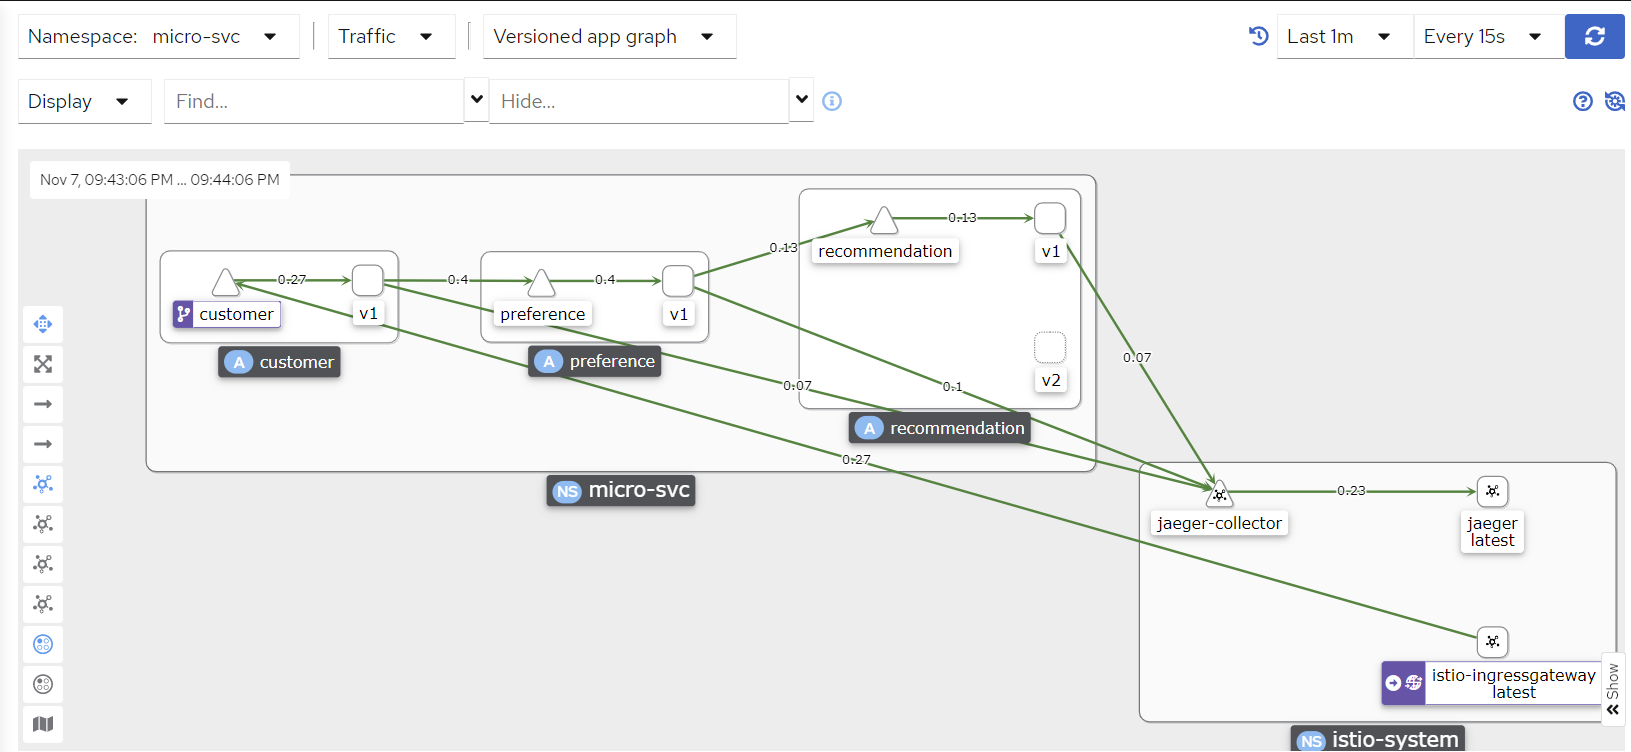 Namespace: micro-svc
Traffic
Versioned app graph
Last 1m
Every 15s
Display
Find...
Hide...
Nov 7, 09:43:06 PM ... 09:44:06 PM
0.13
recommendation
0.13
v1
0.27
customer
v1
0.4
preference
0.4
v1
A customer
A preference
v2
0.07
0.07
0.1
A recommendation
0.27
NS micro-svc
jaeger-collector
0.23
jaeger
latest
istio-ingressgateway
latest
Show
NS istio-system